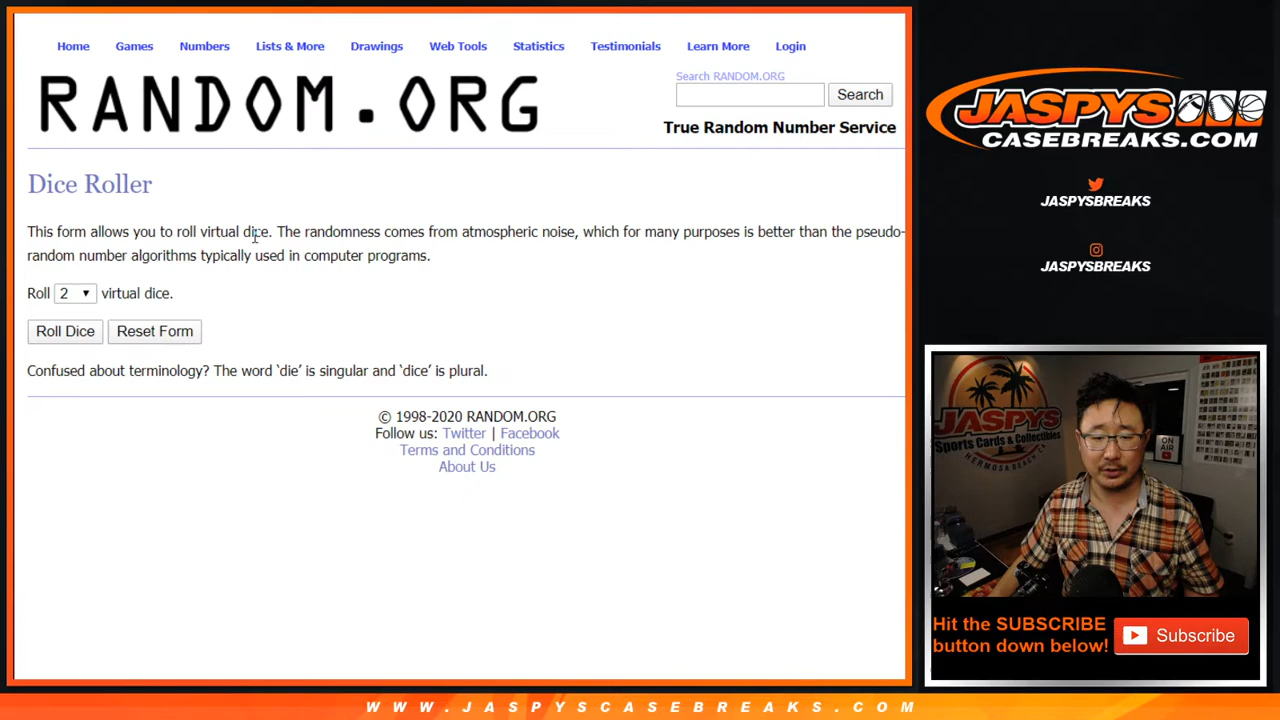 Home Games Numbers Lists & More Drawings Web Tools Statistics Testimonials Learn More Login
RANDOM.ORG
Search RANDOM.ORG
Search
True Random Number Service
Dice Roller
This form allows you to roll virtual dice. The randomness comes from atmospheric noise, which for many purposes is better than the pseudo-
random number algorithms typically used in computer programs.
Roll 2 virtual dice.
Roll Dice Reset Form
Confused about terminology? The word ‘die’ is singular and ‘dice’ is plural.
© 1998-2020 RANDOM.ORG
Follow us: Twitter | Facebook
Terms and Conditions
About Us
JASPYS
CASEBREAKS.COM
JASPYSBREAKS
JASPYSBREAKS
JASPYS
Sports Cards & Collectibles
HERMOSA BEACH, CA
ON AIR
Hit the SUBSCRIBE
button down below!
Subscribe
WWW.JASPYSCASEBREAKS.COM